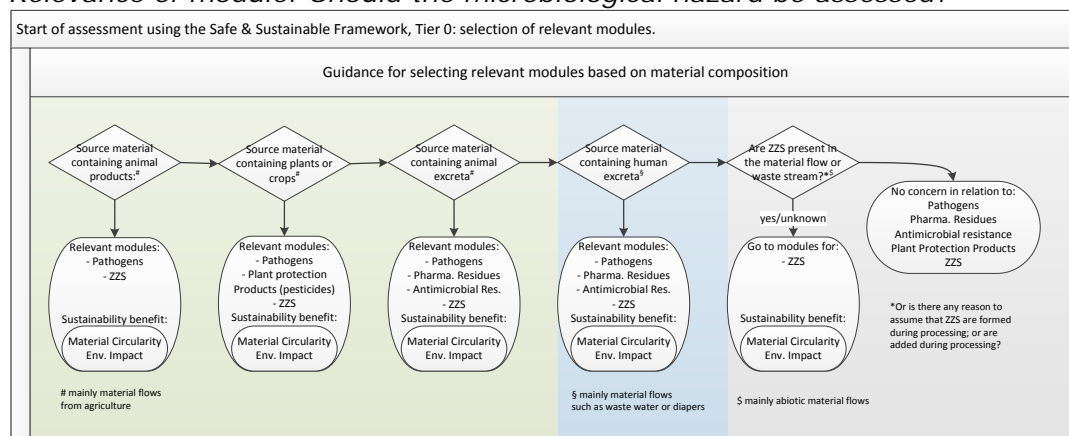 Relevance of module: Should the microbiological hazard be assessed?
Start of assessment using the Safe & Sustainable Framework, Tier 0: selection of relevant modules.
Guidance for selecting relevant modules based on material composition
Source material
containing animal
products:#
Source material
containing plants or
crops#
Source material
containing animal
excreta#
Source material
containing human
excreta§
Are ZZS present in
the material flow or
waste stream?*$
No concern in relation to:
Pathogens
Pharma. Residues
Antimicrobial resistance
Plant Protection Products
ZZS
yes/unknown
Relevant modules:
- Pathogens
- ZZS
Sustainability benefit:
Material Circularity
Env. Impact
Relevant modules:
- Pathogens
- Plant protection
Products (pesticides)
- ZZS
Sustainability benefit:
Material Circularity
Env. Impact
Relevant modules:
- Pathogens
- Pharma. Residues
- Antimicrobial Res.
- ZZS
Sustainability benefit:
Material Circularity
Env. Impact
Relevant modules:
- Pathogens
- Pharma. Residues
- Antimicrobial Res.
- ZZS
Sustainability benefit:
Material Circularity
Env. Impact
Go to modules for:
- ZZS
Sustainability benefit:
Material Circularity
Env. Impact
*Or is there any reason to
assume that ZZS are formed
during processing; or are
added during processing?
# mainly material flows
from agriculture
§ mainly material flows
such as waste water or diapers
$ mainly abiotic material flows